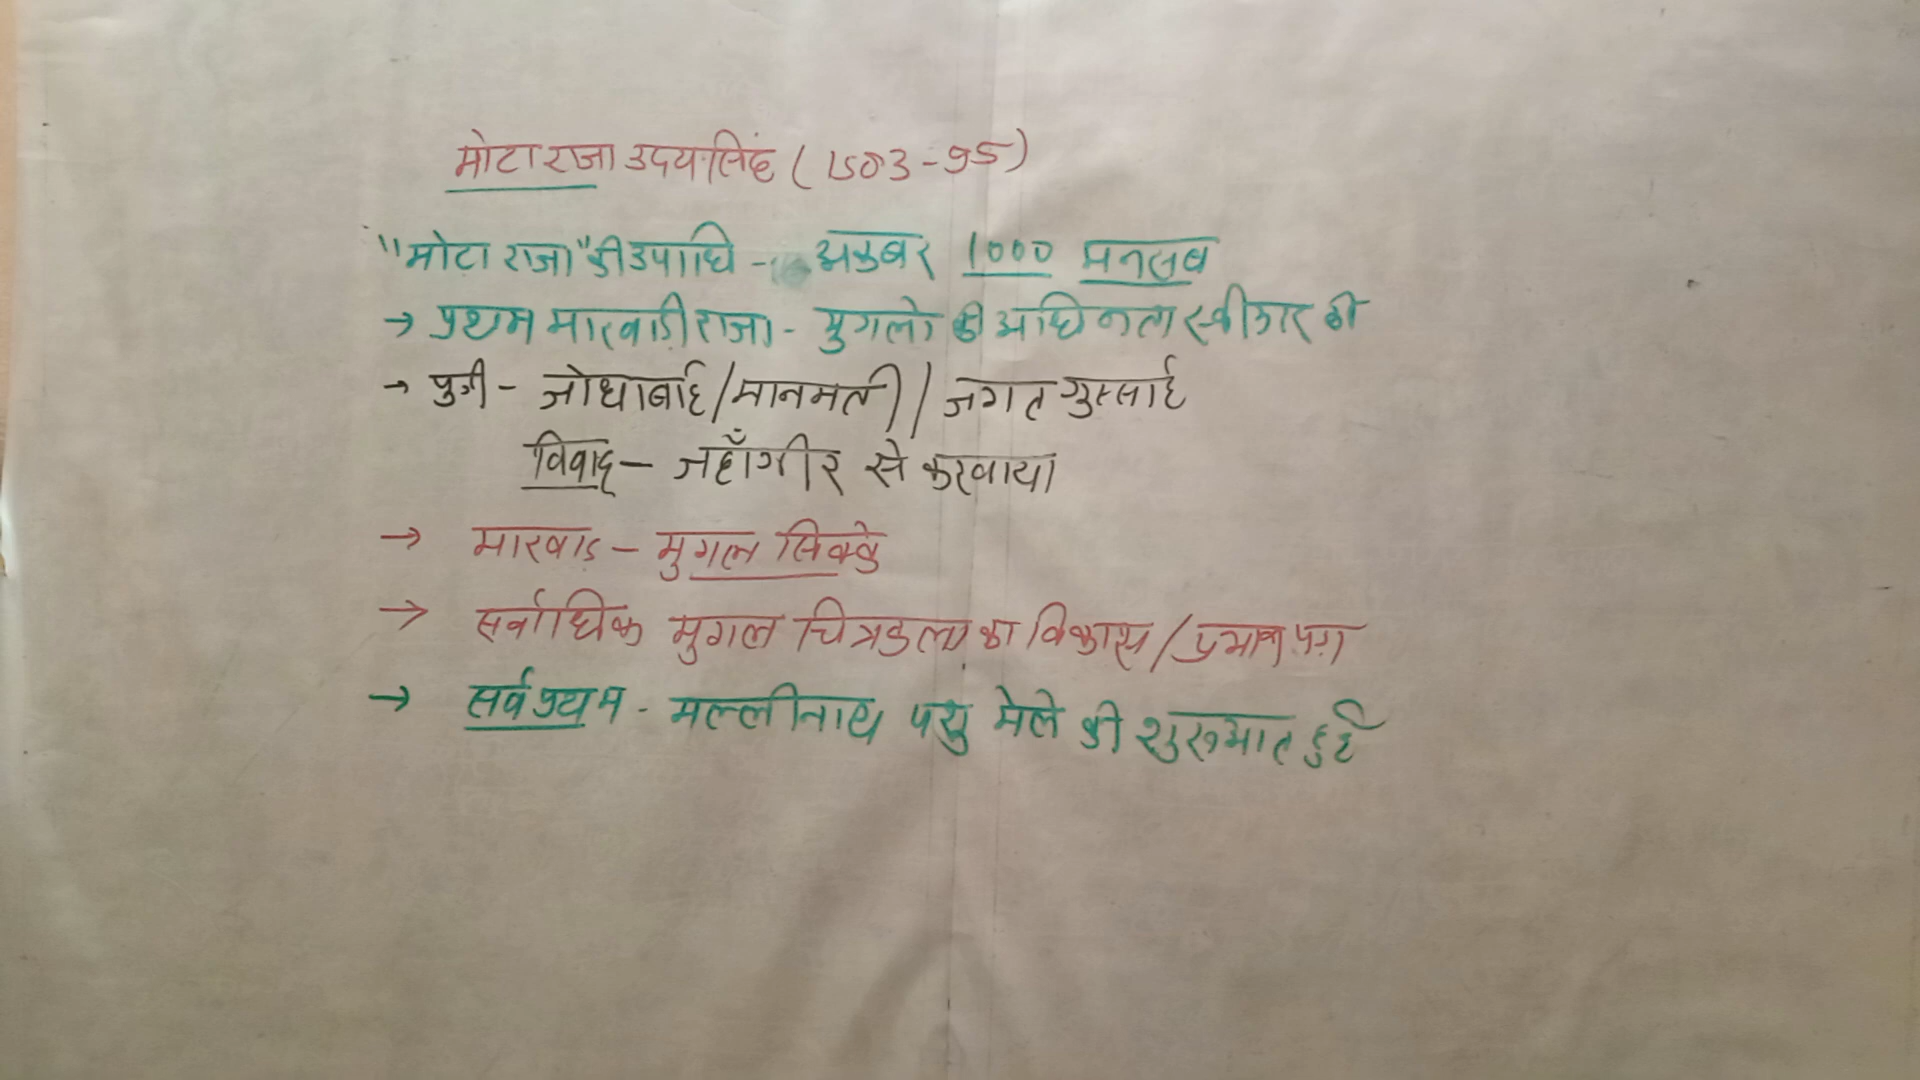 मोटा राजा उदयसिंह (1503-95)
"मोटा राजा" की उपाधि - अकबर 1000 मनसब
→ प्रथम मारवाड़ी राजा - मुगलो की अधिनता स्वीकार की
→ पुत्री - जोधाबाई/मानमती/जगत गुस्साई
विवाह - जहाँगीर से करवाया
→ मारवाड - मुगल सिक्के
→ सर्वाधिक मुगल चित्रकला का विकास/प्रभाव पड़ा
→ सर्वप्रथम - मल्लीनाथ पशु मेले की शुरूआत हुई